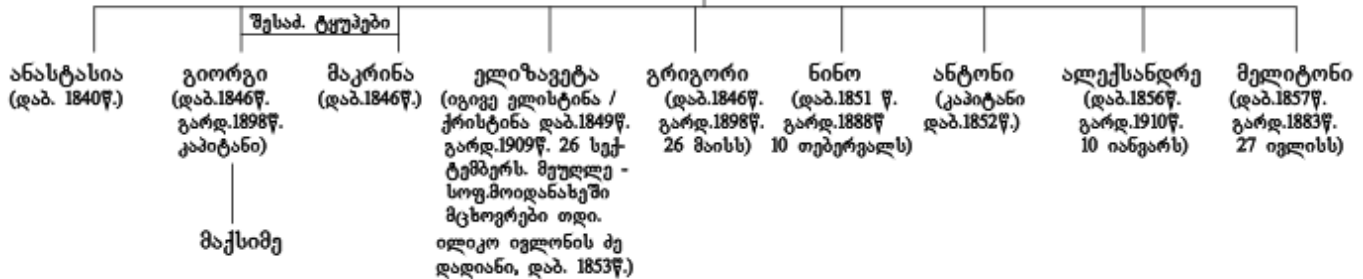 შესაძ. ტყუპები
ანასტასია
(დაბ. 1840წ.)
გიორგი
(დაბ.1846წ.
გარდ.1898წ.
კაპიტანი)
მაქსიმე
მაკრინა
(დაბ.1846წ.)
ელიზავეტა
(იგივე ელისტინა /
ქრისტინა დაბ.1849წ.
გარდ.1909წ. 26 სექ-
ტემბერს. მეუღლე -
სოფ.მოიდანახეში
მცხოვრები თდი.
ილიკო ივლონის ძე
დადიანი, დაბ. 1853წ.)
გრიგორი
(დაბ.1846წ.
გარდ.1898წ.
26 მაისს)
ნინო
(დაბ.1851 წ.
გარდ.1888წ
10 თებერვალს)
ანტონი
(კაპიტანი
დაბ.1852წ.)
ალექსანდრე
(დაბ.1856წ.
გარდ.1910წ.
10 იანვარს)
მელიტონი
(დაბ.1857წ.
გარდ.1883წ.
27 ივლისს)